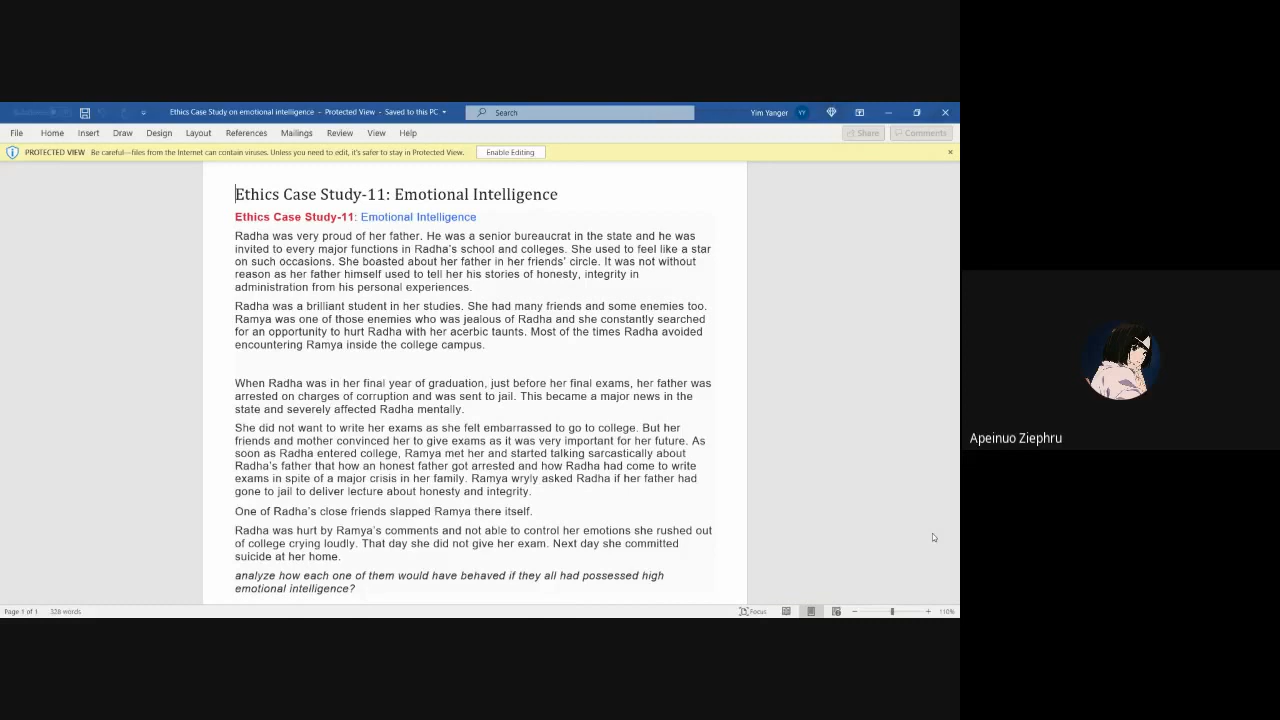 Ethics Case Study on emotional intelligence - Protected View - Saved to this PC
Search
Yim Yanger
YY
File Home Insert Draw Design Layout References Mailings Review View Help
Share
Comments
PROTECTED VIEW Be careful—files from the Internet can contain viruses. Unless you need to edit, it's safer to stay in Protected View.
Enable Editing
Ethics Case Study-11: Emotional Intelligence
Ethics Case Study-11: Emotional Intelligence
Radha was very proud of her father. He was a senior bureaucrat in the state and he was
invited to every major functions in Radha's school and colleges. She used to feel like a star
on such occasions. She boasted about her father in her friends' circle. It was not without
reason as her father himself used to tell her his stories of honesty, integrity in
administration from his personal experiences.
Radha was a brilliant student in her studies. She had many friends and some enemies too.
Ramya was one of those enemies who was jealous of Radha and she constantly searched
for an opportunity to hurt Radha with her acerbic taunts. Most of the times Radha avoided
encountering Ramya inside the college campus.
When Radha was in her final year of graduation, just before her final exams, her father was
arrested on charges of corruption and was sent to jail. This became a major news in the
state and severely affected Radha mentally.
She did not want to write her exams as she felt embarrassed to go to college. But her
friends and mother convinced her to give exams as it was very important for her future. As
soon as Radha entered college, Ramya met her and started talking sarcastically about
Radha's father that how an honest father got arrested and how Radha had come to write
exams in spite of a major crisis in her family. Ramya wryly asked Radha if her father had
gone to jail to deliver lecture about honesty and integrity.
One of Radha's close friends slapped Ramya there itself.
Radha was hurt by Ramya's comments and not able to control her emotions she rushed out
of college crying loudly. That day she did not give her exam. Next day she committed
suicide at her home.
analyze how each one of them would have behaved if they all had possessed high
emotional intelligence?
Page 1 of 1 328 words
Focus
110%
Apeinuo Ziephru